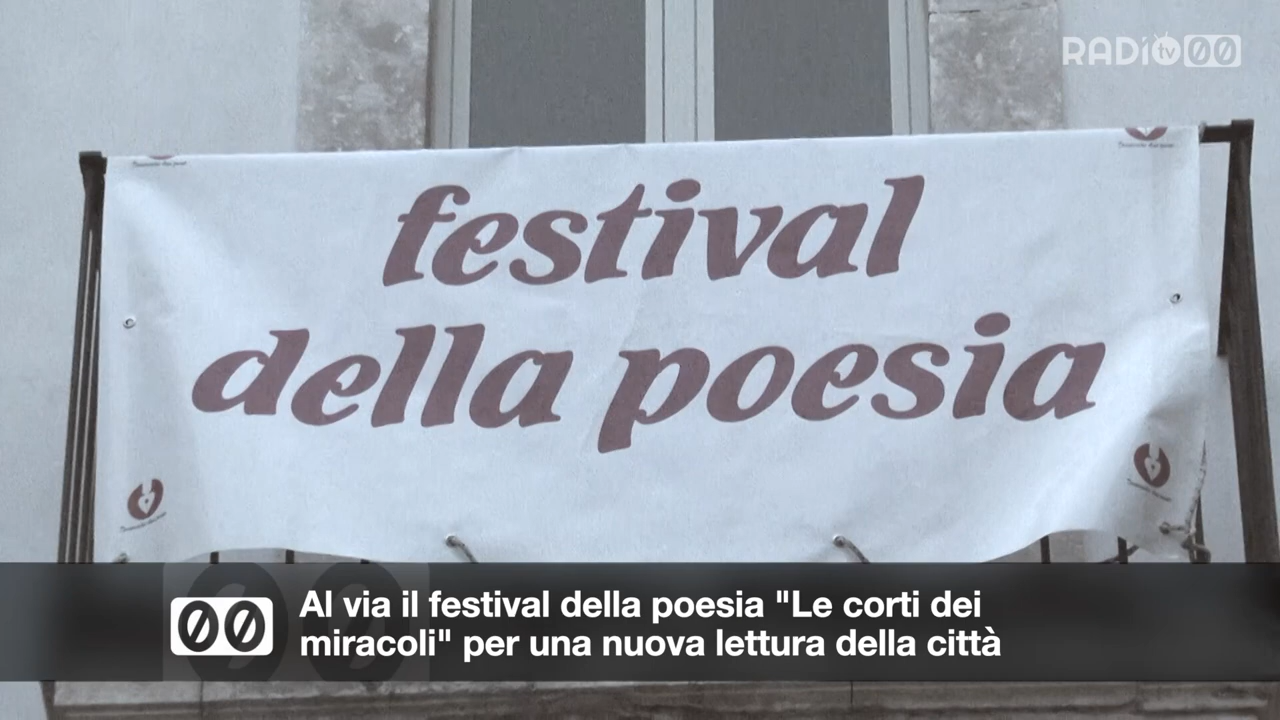 RADIO tv 00
festival
della poesia
00
Al via il festival della poesia "Le corti dei
miracoli" per una nuova lettura della città